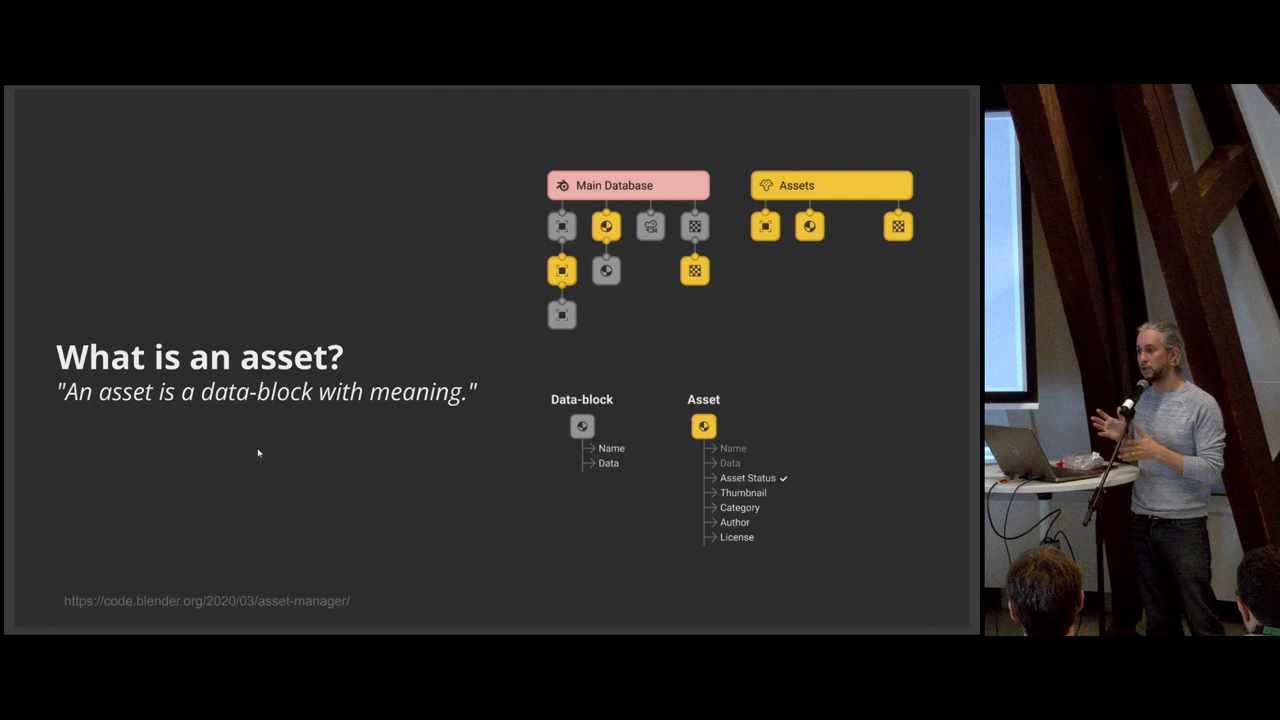 Main Database
Assets
What is an asset?
"An asset is a data-block with meaning."
Data-block
Name
Data
Asset
Name
Data
Asset Status
Thumbnail
Category
Author
License
https://code.blender.org/2020/03/asset-manager/